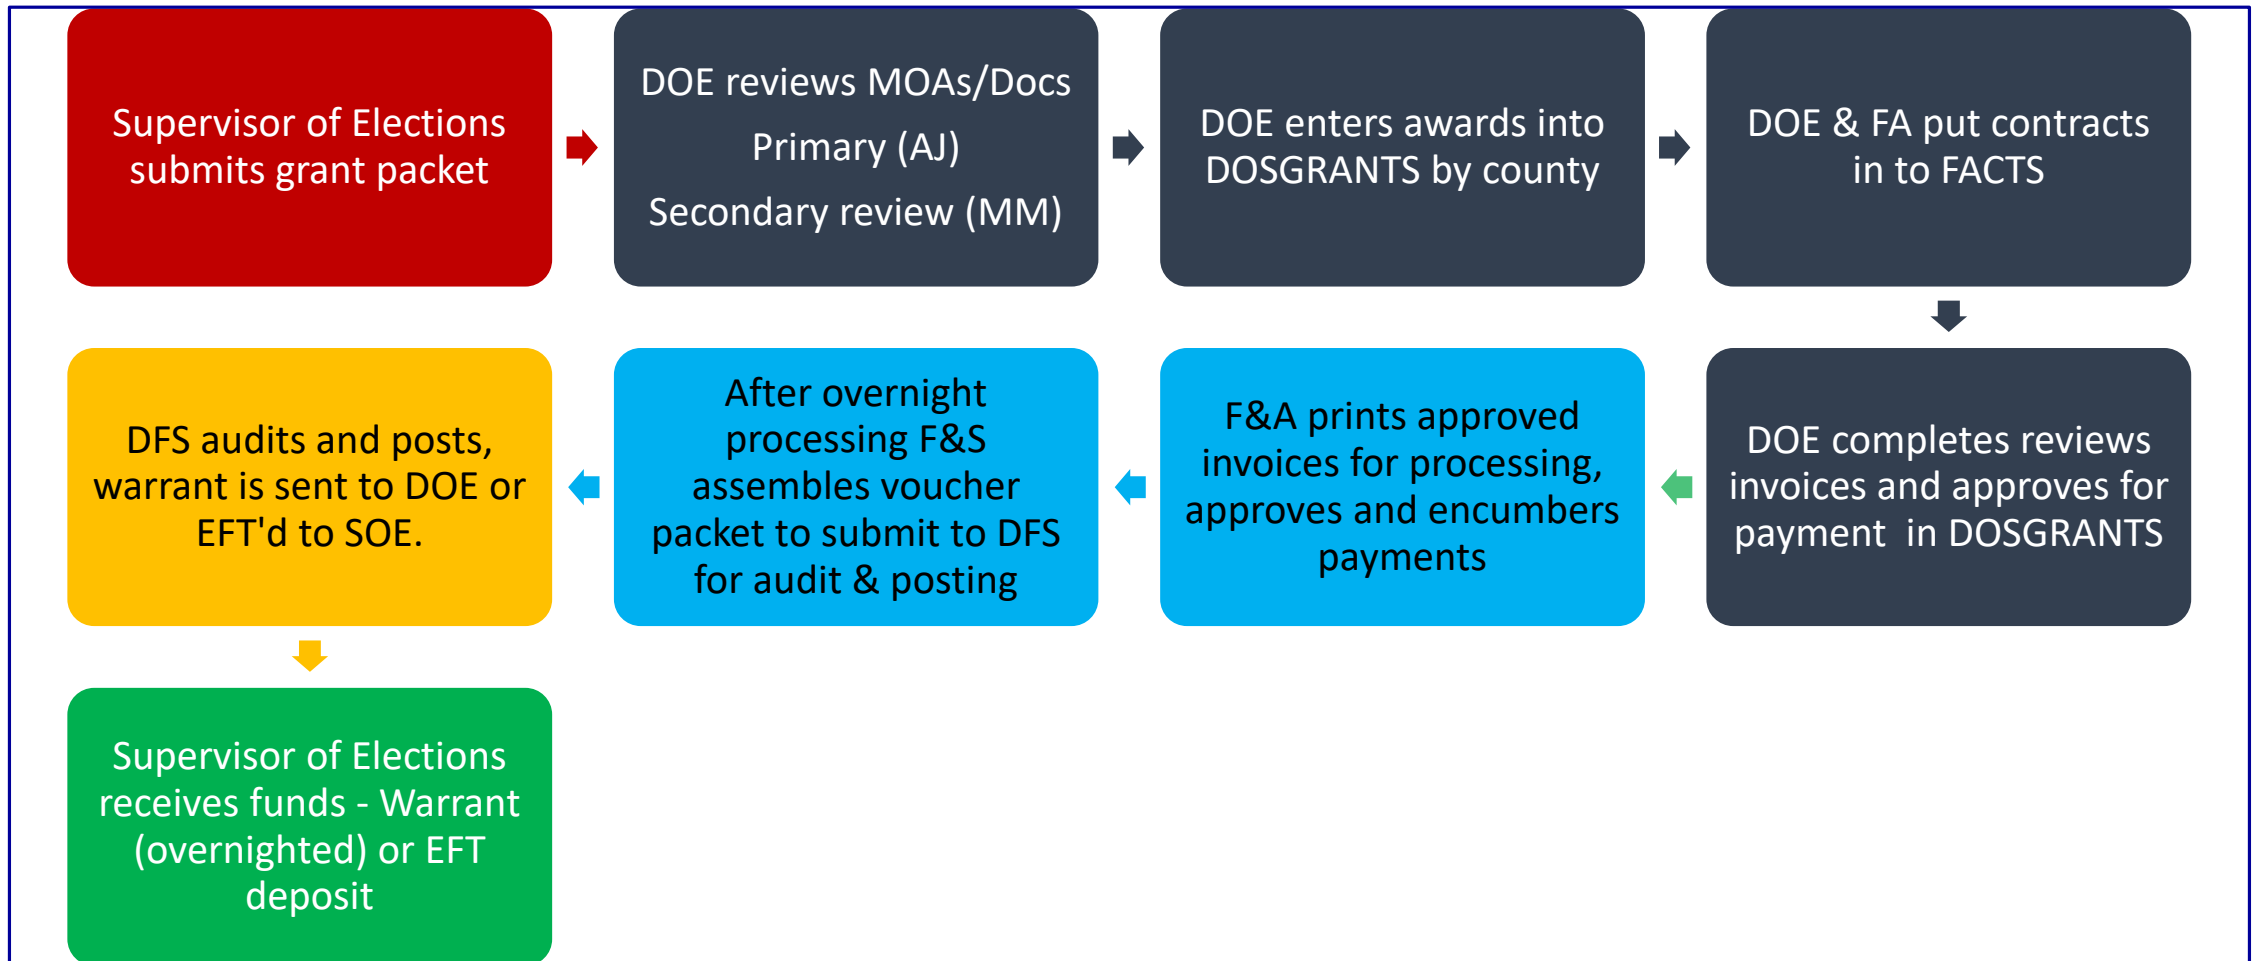 Supervisor of Elections
submits grant packet
DOE reviews MOAs/Docs
Primary (AJ)
Secondary review (MM)
DOE enters awards into
DOSGRANTS by county
DOE & FA put contracts
in to FACTS
DOE completes reviews
invoices and approves for
payment  in DOSGRANTS
F&A prints approved
invoices for processing,
approves and encumbers
payments
After overnight
processing F&S
assembles voucher
packet to submit to DFS
for audit & posting
DFS audits and posts,
warrant is sent to DOE or
EFT'd to SOE.
Supervisor of Elections
receives funds - Warrant
(overnighted) or EFT
deposit